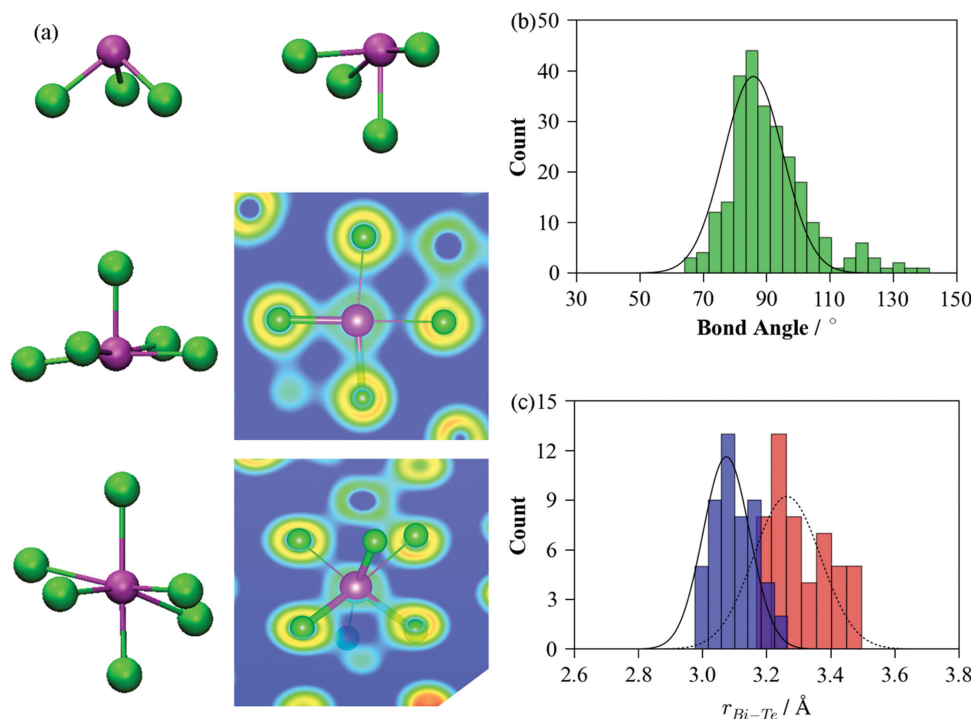 (a)
(b)
50
40
30
20
10
0
Count
30 50 70 90 110 130 150
Bond Angle / °
(c)
15
12
9
6
3
0
Count
2.6 2.8 3.0 3.2 3.4 3.6 3.8
r_{Bi−Te} / Å